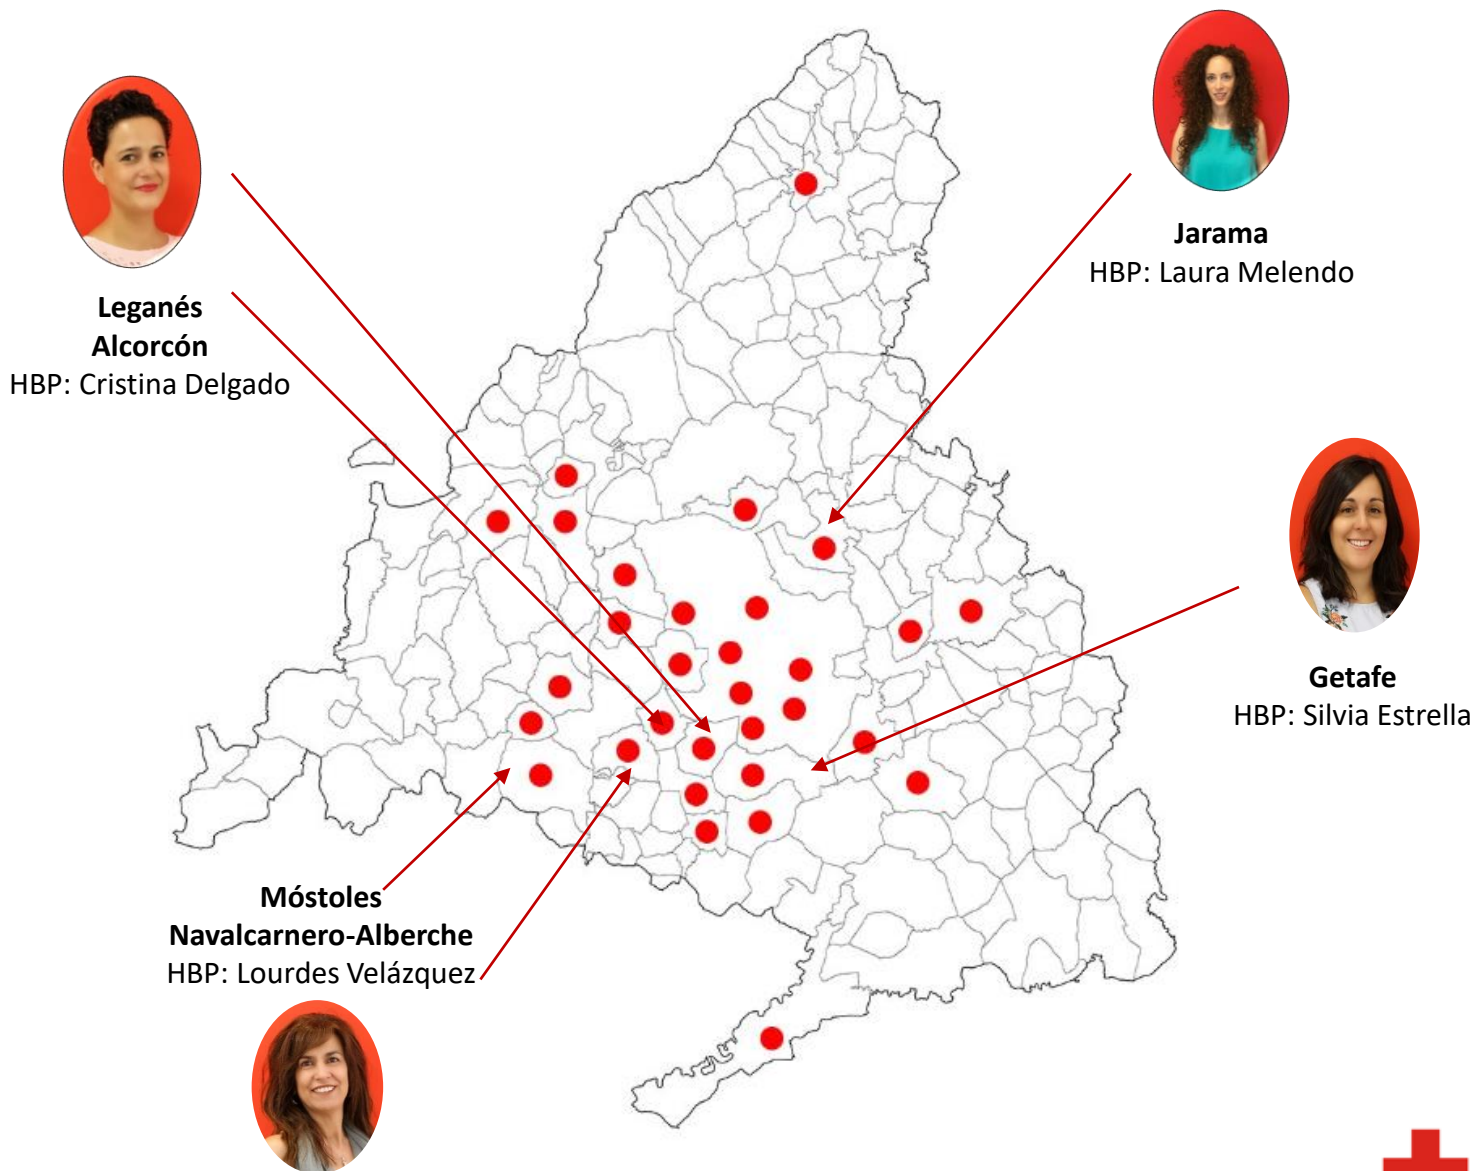 Leganés
Alcorcón
HBP: Cristina Delgado
Jarama
HBP: Laura Melendo
Getafe
HBP: Silvia Estrella
Móstoles
Navalcarnero-Alberche
HBP: Lourdes Velázquez